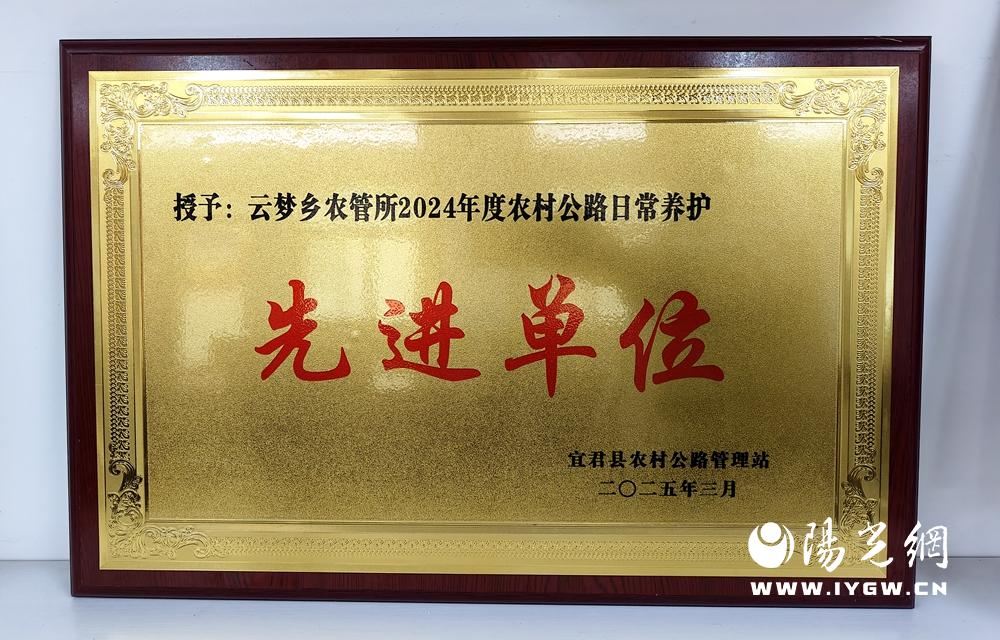 授予：云梦乡农管所2024年度农村公路日常养护
先进单位
宜君县农村公路管理站
二〇二五年三月
陽光網
WWW.IYGW.CN